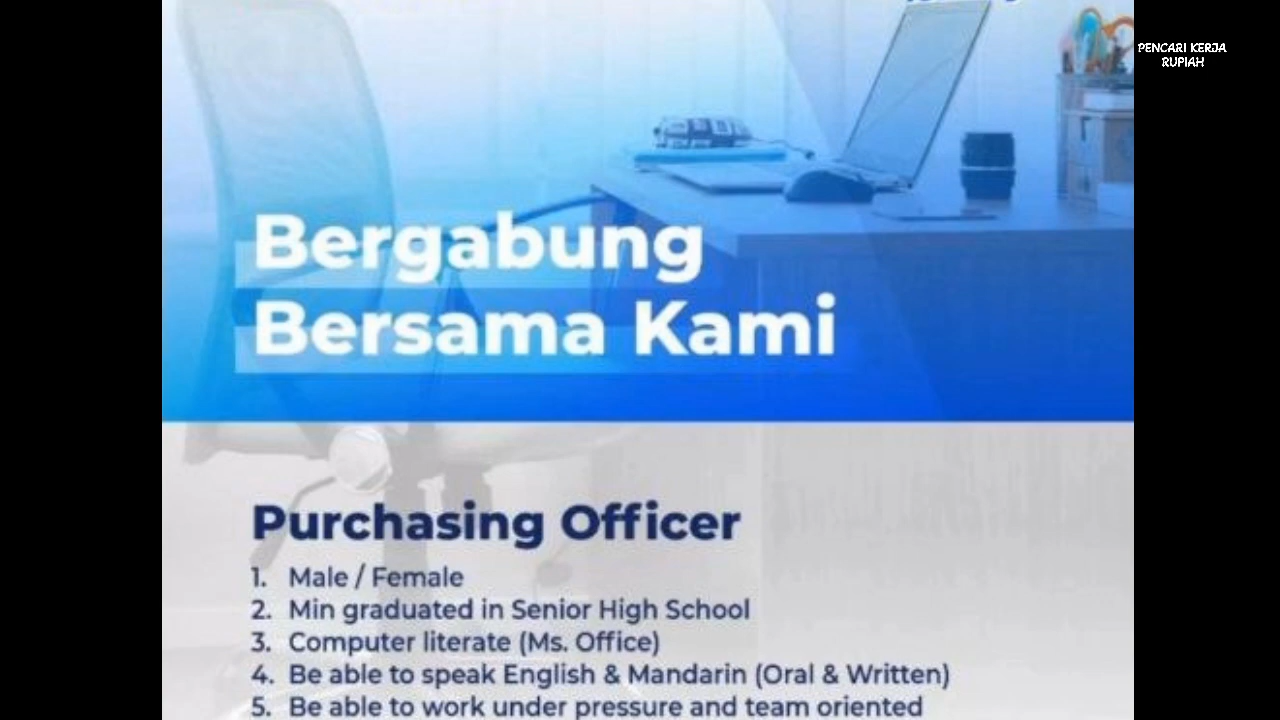 PENCARI KERJA
RUPIAH
Bergabung
Bersama Kami
Purchasing Officer
1. Male / Female
2. Min graduated in Senior High School
3. Computer literate (Ms. Office)
4. Be able to speak English & Mandarin (Oral & Written)
5. Be able to work under pressure and team oriented